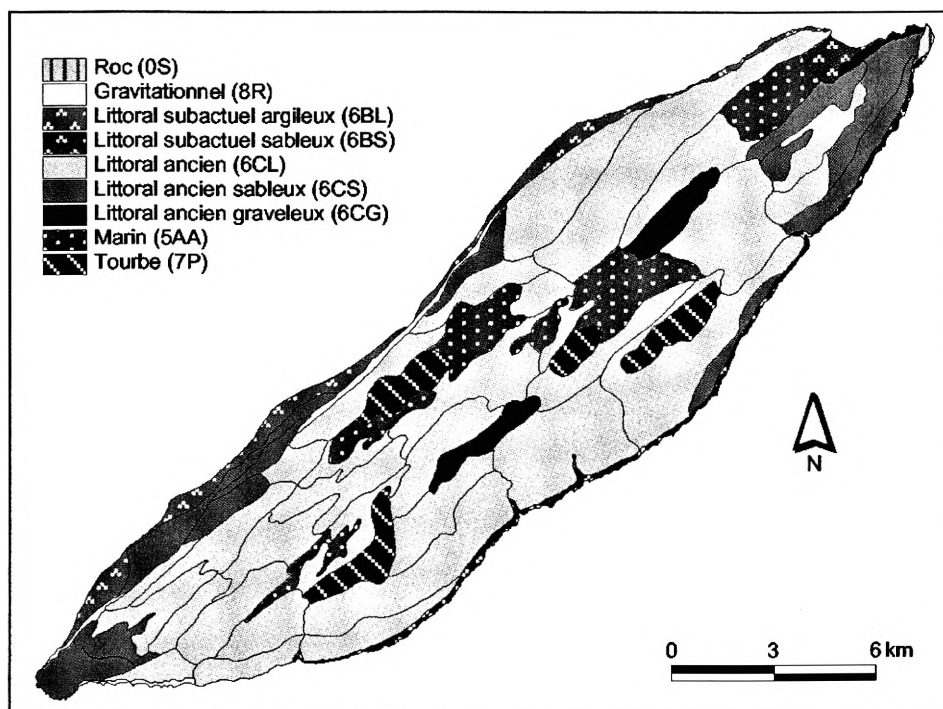 Roc (0S)
Gravitationnel (8R)
Littoral subactuel argileux (6BL)
Littoral subactuel sableux (6BS)
Littoral ancien (6CL)
Littoral ancien sableux (6CS)
Littoral ancien graveleux (6CG)
Marin (5AA)
Tourbe (7P)
N
0 3 6 km